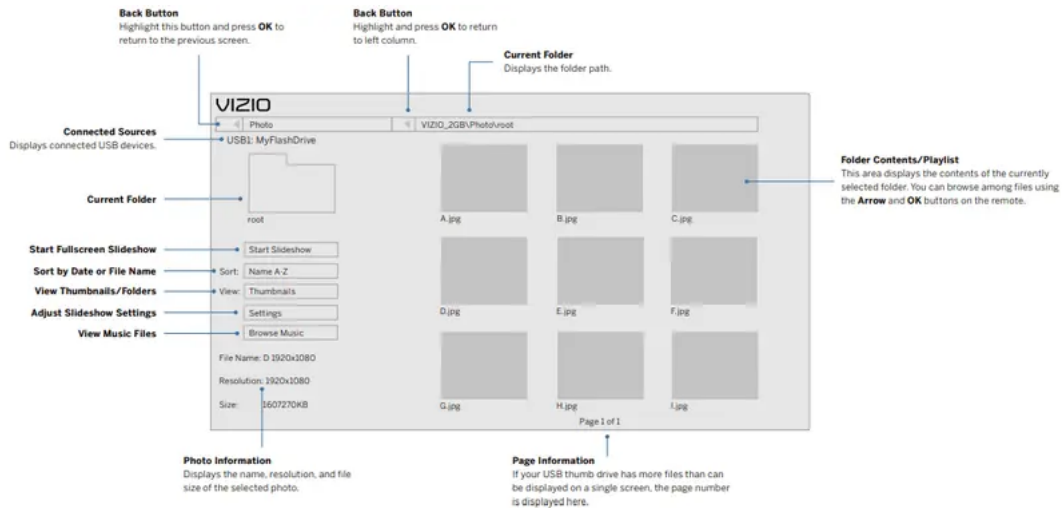 Back Button
Highlight this button and press OK to
return to the previous screen.
Back Button
Highlight and press OK to return
to left column.
Current Folder
Displays the folder path.
VIZIO
Photo
VIZIO_2GB\Photo\root
Connected Sources
Displays connected USB devices.
USB1: MyFlashDrive
Folder Contents/Playlist
This area displays the contents of the currently
selected folder. You can browse among files using
the Arrow and OK buttons on the remote.
Current Folder
root
A.jpg
B.jpg
C.jpg
Start Fullscreen Slideshow
Start Slideshow
Sort by Date or File Name
Sort: Name A-Z
View Thumbnails/Folders
View: Thumbnails
Adjust Slideshow Settings
Settings
D.jpg
E.jpg
F.jpg
View Music Files
Browse Music
File Name: D 1920x1080
Resolution: 1920x1080
Size: 1607270KB
G.jpg
H.jpg
I.jpg
Page 1 of 1
Photo Information
Displays the name, resolution, and file
size of the selected photo.
Page Information
If your USB thumb drive has more files than can
be displayed on a single screen, the page number
is displayed here.